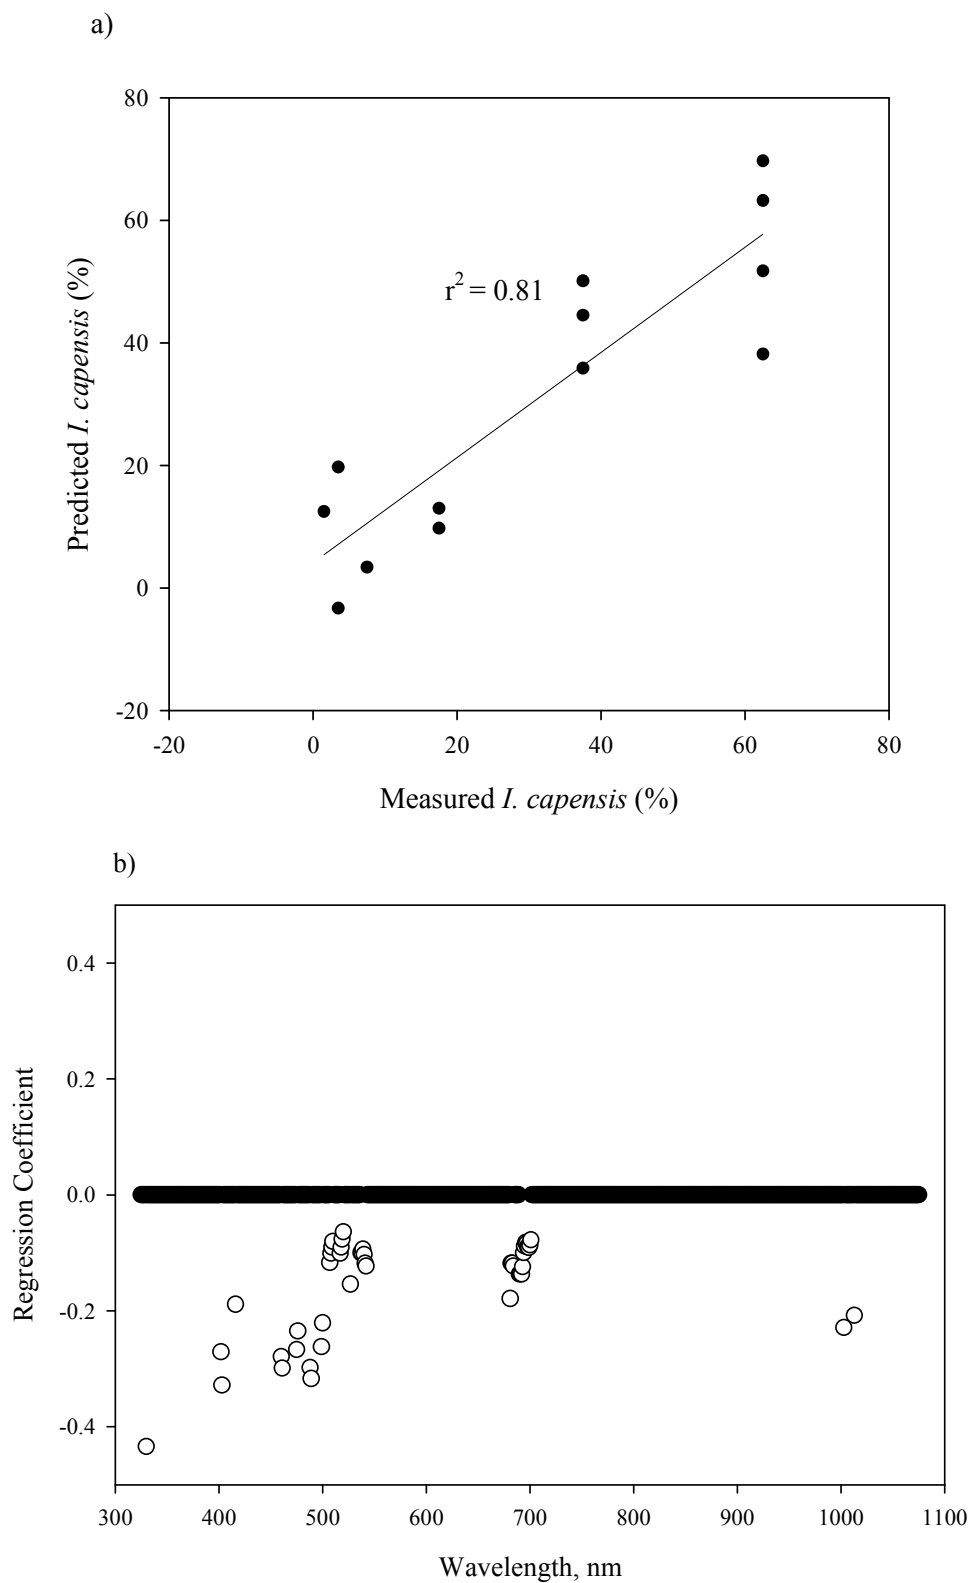 a)
80
60
40
20
0
-20
Predicted I. capensis (%)
r2 = 0.81
-20 0 20 40 60 80
Measured I. capensis (%)
b)
0.4
0.2
0.0
-0.2
-0.4
Regression Coefficient
300 400 500 600 700 800 900 1000 1100
Wavelength, nm